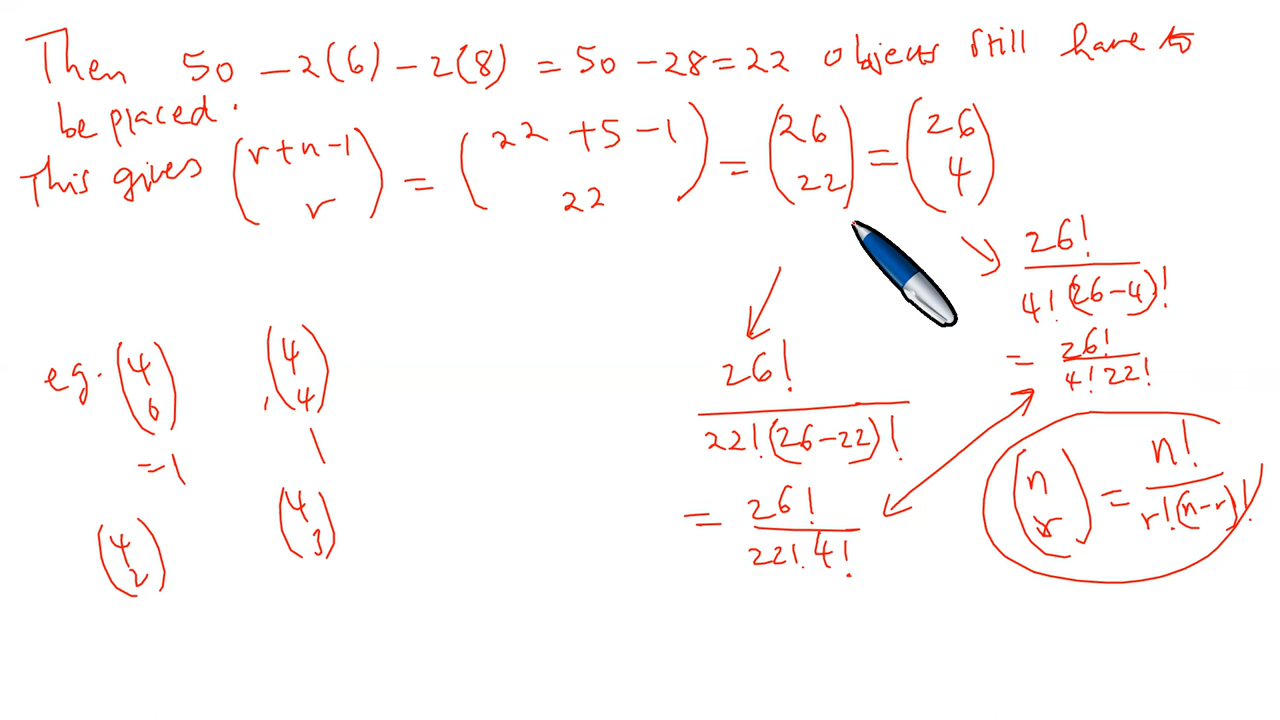 Then 50 - 2(6) - 2(8) = 50 - 28 = 22 objects still have to
be placed.
This gives (r+n-1 r) = (22+5-1 22) = (26 22) = (26 4)
26! / 4!(26-4)!
= 26! / 4! 22!
26! / 22!(26-22)!
= 26! / 22! 4!
(n r) = n! / r!(n-r)!
eg. (4 6) , (4 4)
=1 1
(4 2) (4 3)